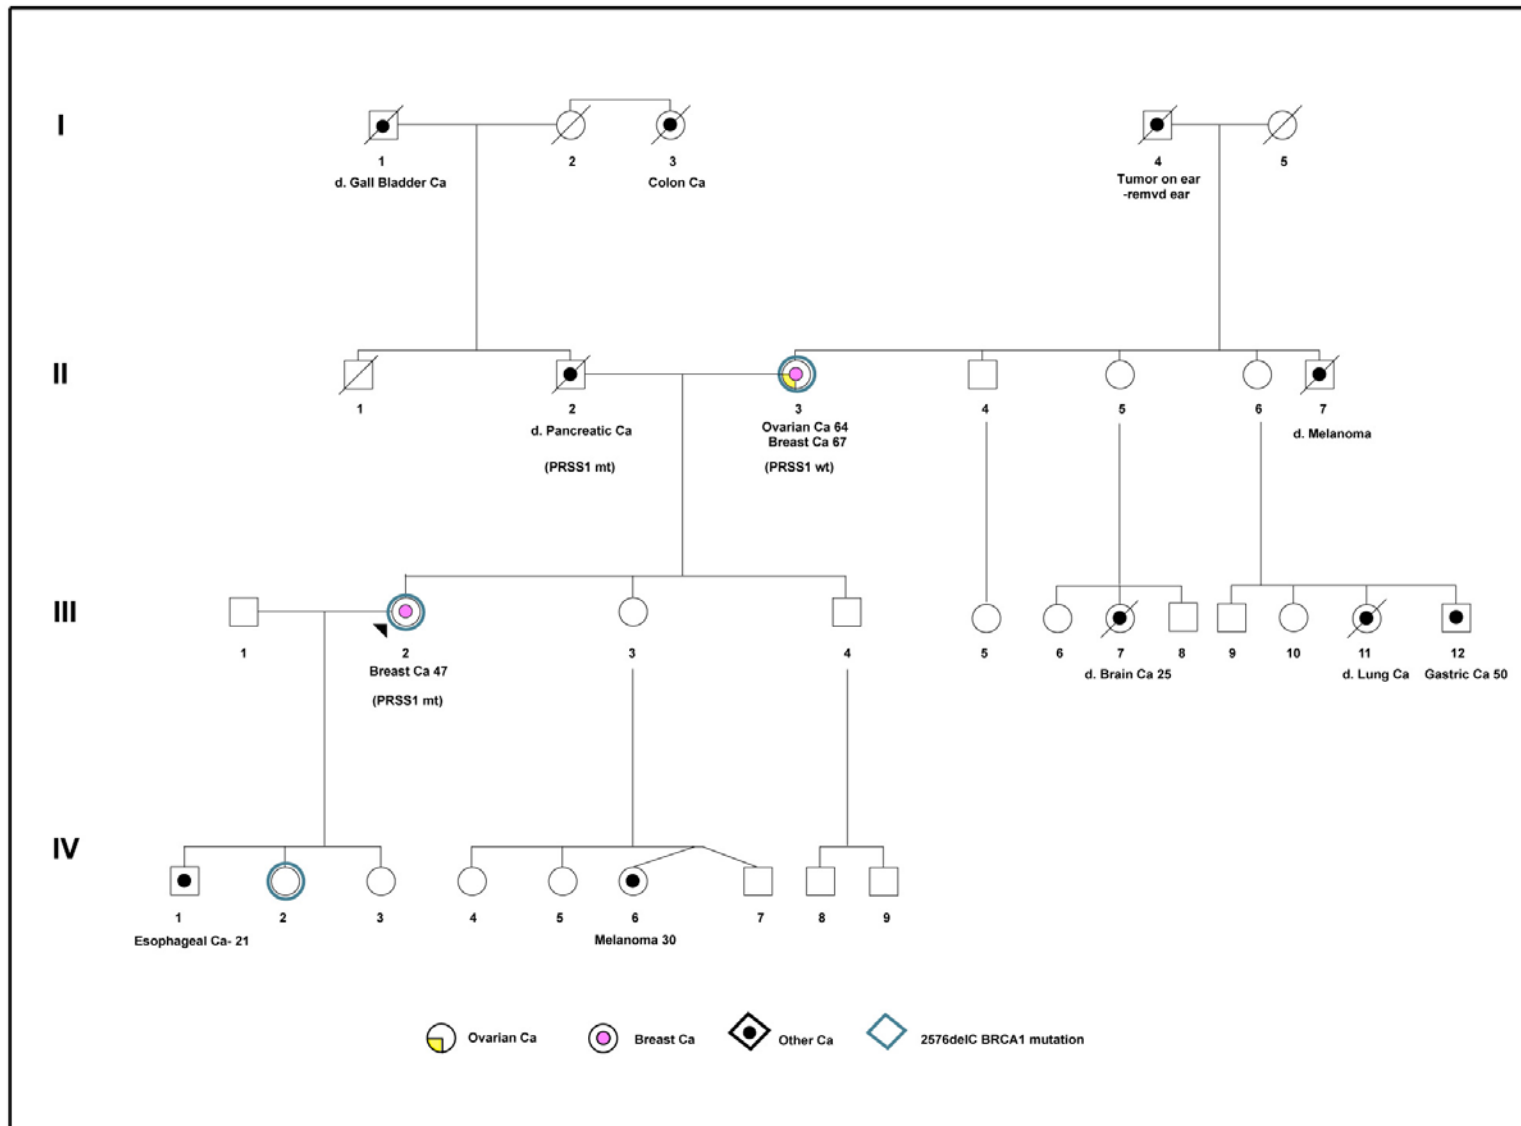 I
1
2
3
4
5
d. Gall Bladder Ca
Colon Ca
Tumor on ear
-remvd ear
II
1
2
3
4
5
6
7
d. Pancreatic Ca
Ovarian Ca 64
Breast Ca 67
d. Melanoma
(PRSS1 mt)
(PRSS1 wt)
III
1
2
3
4
5
6
7
8
9
10
11
12
Breast Ca 47
d. Brain Ca 25
d. Lung Ca
Gastric Ca 50
(PRSS1 mt)
IV
1
2
3
4
5
6
7
8
9
Esophageal Ca- 21
Melanoma 30
Ovarian Ca
Breast Ca
Other Ca
2576delC BRCA1 mutation